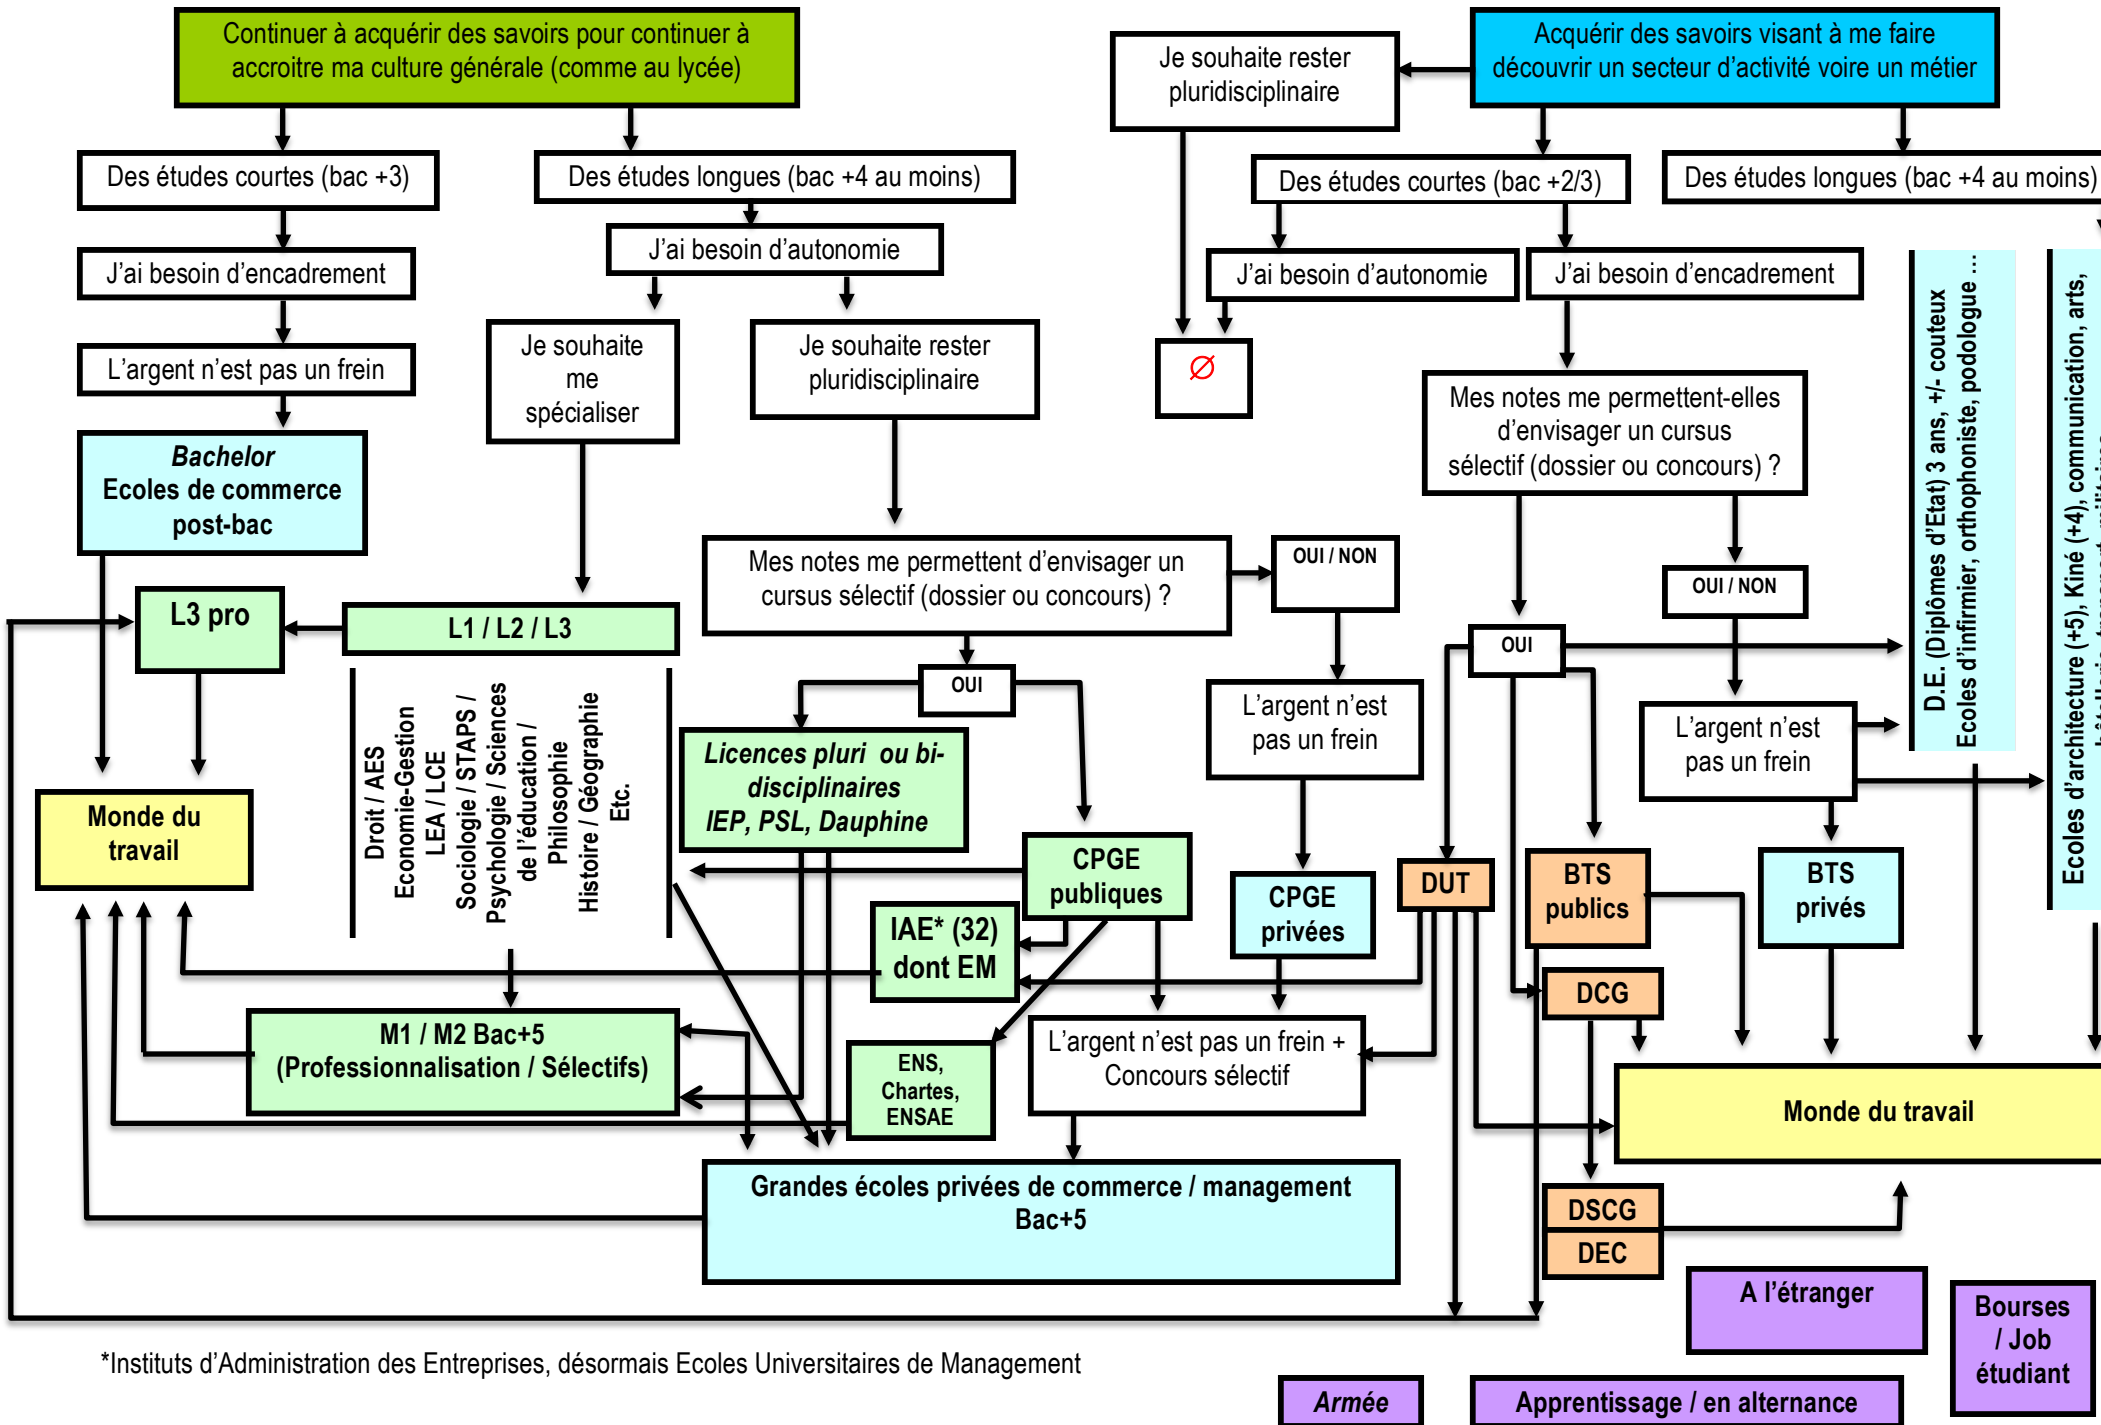 Continuer à acquérir des savoirs pour continuer à
accroitre ma culture générale (comme au lycée)
Je souhaite rester
pluridisciplinaire
Acquérir des savoirs visant à me faire
découvrir un secteur d’activité voire un métier
Des études courtes (bac +3)
Des études longues (bac +4 au moins)
Des études courtes (bac +2/3)
Des études longues (bac +4 au moins)
J’ai besoin d’encadrement
J’ai besoin d’autonomie
J’ai besoin d’autonomie
J’ai besoin d’encadrement
L’argent n’est pas un frein
Je souhaite
me
spécialiser
Je souhaite rester
pluridisciplinaire
∅
Mes notes me permettent-elles
d’envisager un cursus
sélectif (dossier ou concours) ?
D.E. (Diplômes d’Etat) 3 ans, +/- couteux
Ecoles d’infirmier, orthophoniste, podologue ...
Ecoles d’architecture (+5), Kiné (+4), communication, arts,
Bachelor
Ecoles de commerce
post-bac
Mes notes me permettent d’envisager un
cursus sélectif (dossier ou concours) ?
OUI / NON
OUI / NON
L3 pro
L1 / L2 / L3
OUI
OUI
Droit / AES
Economie-Gestion
LEA / LCE
Sociologie / STAPS /
Psychologie / Sciences
de l’éducation /
Philosophie
Histoire / Géographie
Etc.
L’argent n’est
pas un frein
L’argent n’est
pas un frein
Licences pluri ou bi-
disciplinaires
IEP, PSL, Dauphine
Monde du
travail
CPGE
publiques
CPGE
privées
DUT
BTS
publics
BTS
privés
IAE* (32)
dont EM
DCG
M1 / M2 Bac+5
(Professionnalisation / Sélectifs)
ENS,
Chartes,
ENSAE
L’argent n’est pas un frein +
Concours sélectif
Monde du travail
Grandes écoles privées de commerce / management
Bac+5
DSCG
DEC
A l’étranger
Bourses
/ Job
étudiant
*Instituts d’Administration des Entreprises, désormais Ecoles Universitaires de Management
Armée
Apprentissage / en alternance